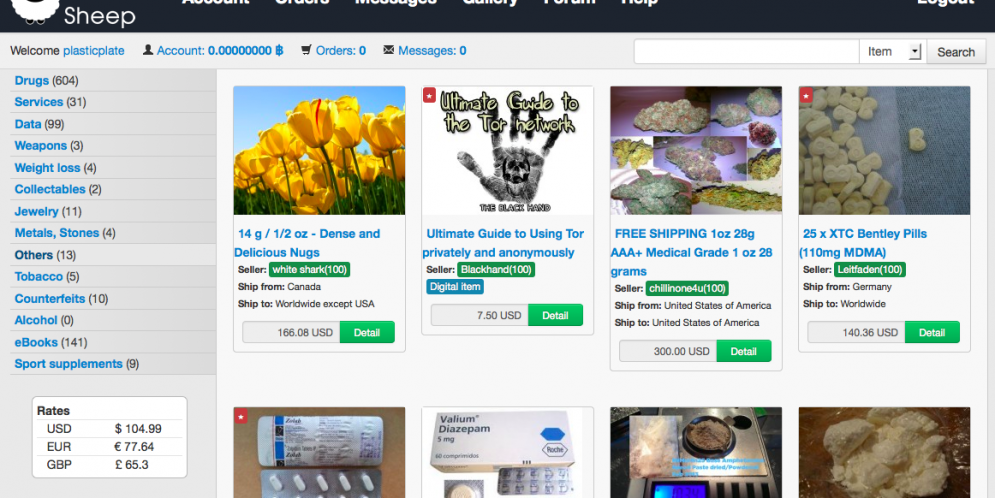 Account Orders Messages Gallery Forum Help Logout
Sheep
Welcome plasticplate Account: 0.00000000 ฿ Orders: 0 Messages: 0 Item Search
Drugs (604)
Services (31)
Data (99)
Weapons (3)
Weight loss (4)
Collectables (2)
Jewelry (11)
Metals, Stones (4)
Others (13)
Tobacco (5)
Counterfeits (10)
Alcohol (0)
eBooks (141)
Sport supplements (9)
Rates
USD $ 104.99
EUR € 77.64
GBP £ 65.3
14 g / 1/2 oz - Dense and
Delicious Nugs
Seller: white shark(100)
Ship from: Canada
Ship to: Worldwide except USA
166.08 USD Detail
Ultimate Guide to
the Tor network
THE BLACK HAND
Ultimate Guide to Using Tor
privately and anonymously
Seller: Blackhand(100)
Digital item
7.50 USD Detail
FREE SHIPPING 1oz 28g
AAA+ Medical Grade 1 oz 28
grams
Seller: chillinone4u(100)
Ship from: United States of America
Ship to: United States of America
300.00 USD Detail
25 x XTC Bentley Pills
(110mg MDMA)
Seller: Leitfaden(100)
Ship from: Germany
Ship to: Worldwide
140.36 USD Detail
Valium
Diazepam
5 mg
60 comprimidos
Roche